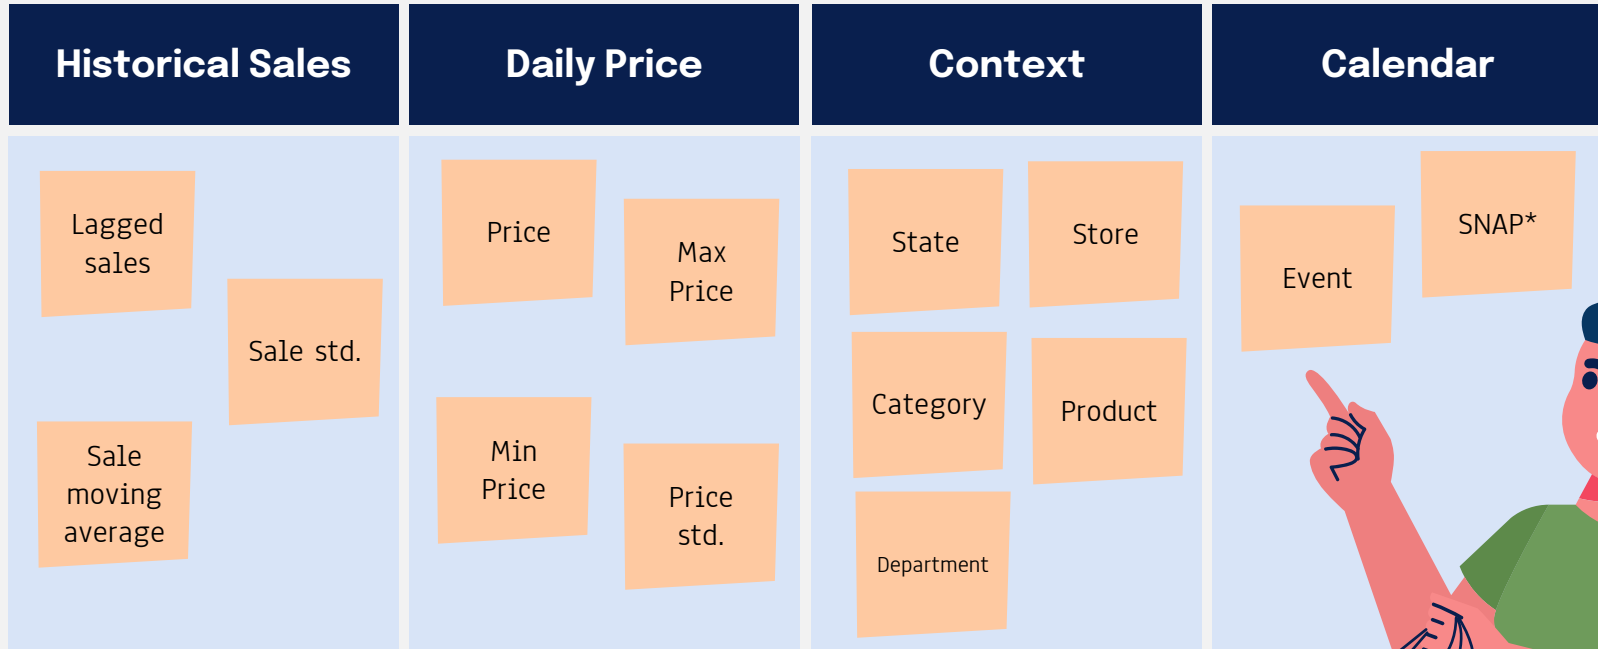 Historical Sales
Daily Price
Context
Calendar
Lagged
sales
Sale std.
Sale
moving
average
Price
Max
Price
Min
Price
Price
std.
State
Store
Category
Product
Department
Event
SNAP*